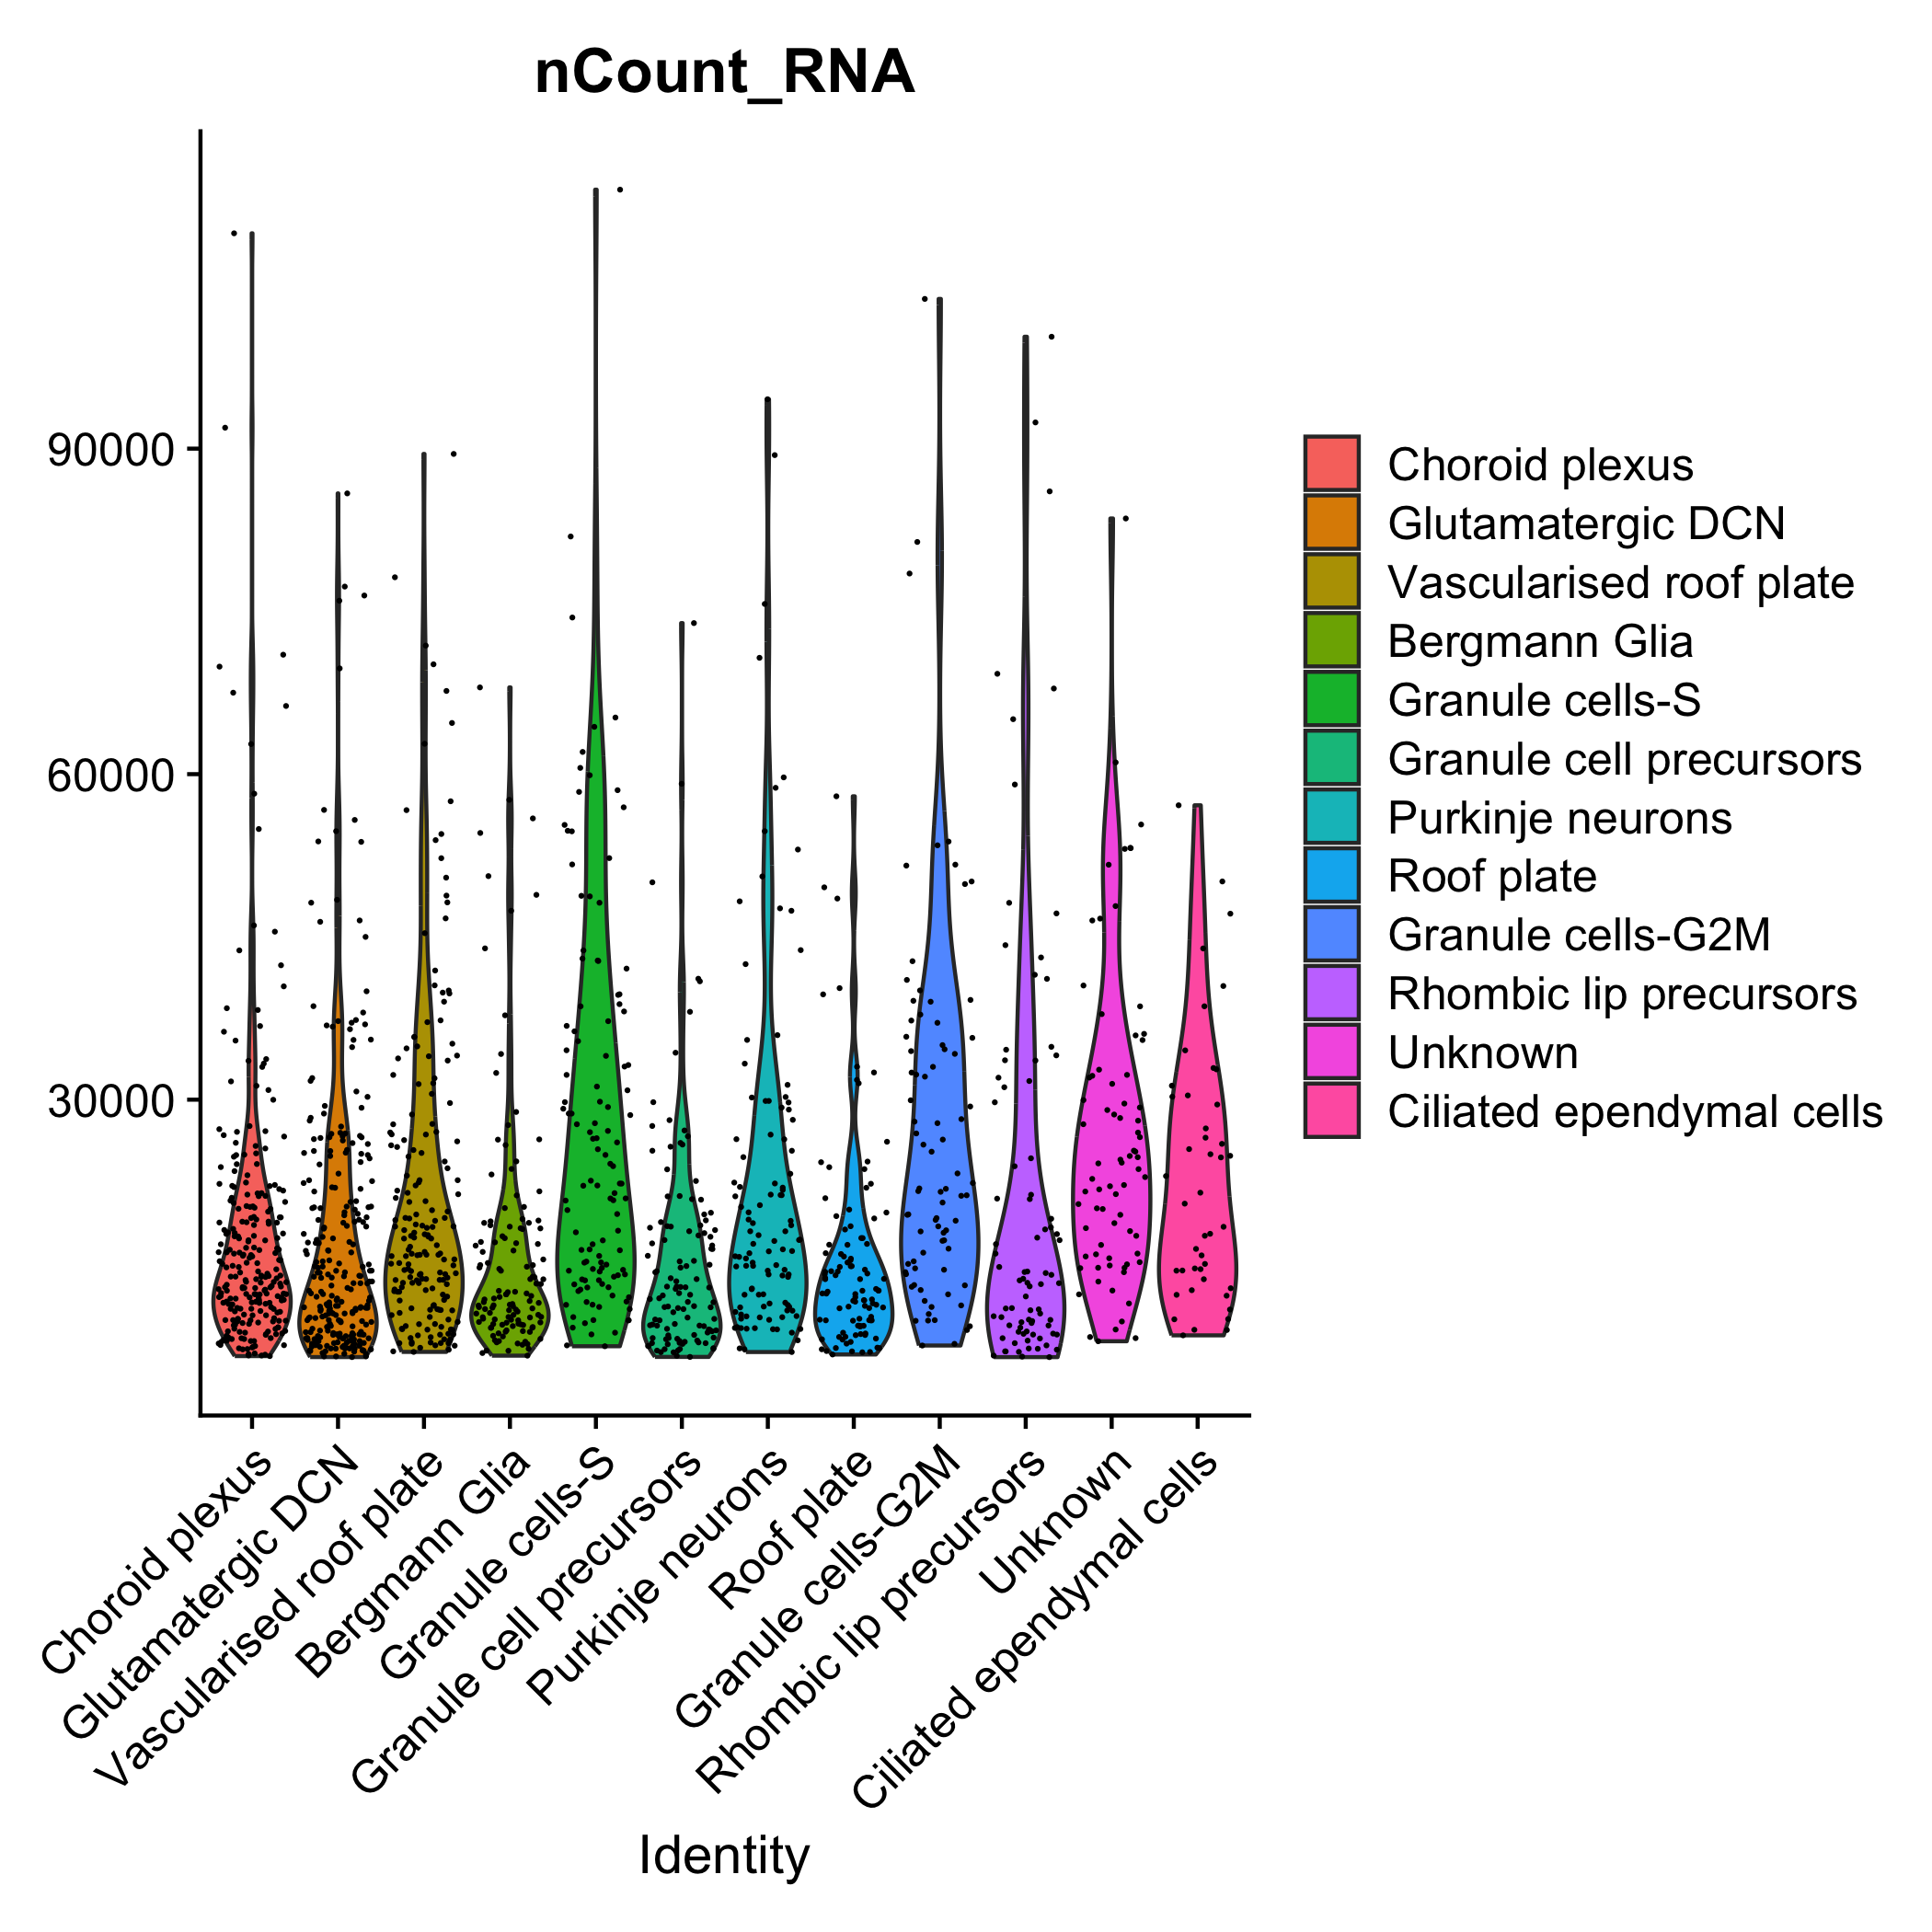 nCount_RNA
90000
60000
30000
Choroid plexus
Glutamatergic DCN
Vascularised roof plate
Bergmann Glia
Granule cells-S
Granule cell precursors
Purkinje neurons
Roof plate
Granule cells-G2M
Rhombic lip precursors
Unknown
Ciliated ependymal cells
Identity
Choroid plexus
Glutamatergic DCN
Vascularised roof plate
Bergmann Glia
Granule cells-S
Granule cell precursors
Purkinje neurons
Roof plate
Granule cells-G2M
Rhombic lip precursors
Unknown
Ciliated ependymal cells